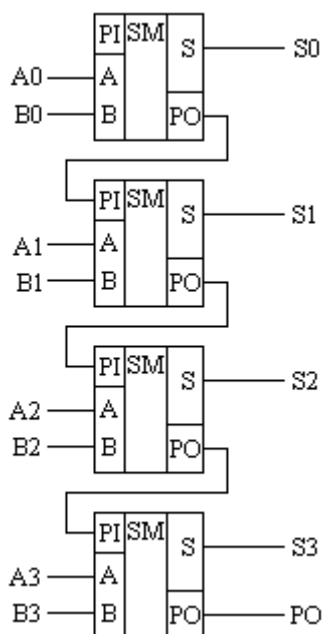 PI SM S S0
A0 A
B0 B PO
PI SM S S1
A1 A
B1 B PO
PI SM S S2
A2 A
B2 B PO
PI SM S S3
A3 A
B3 B PO PO